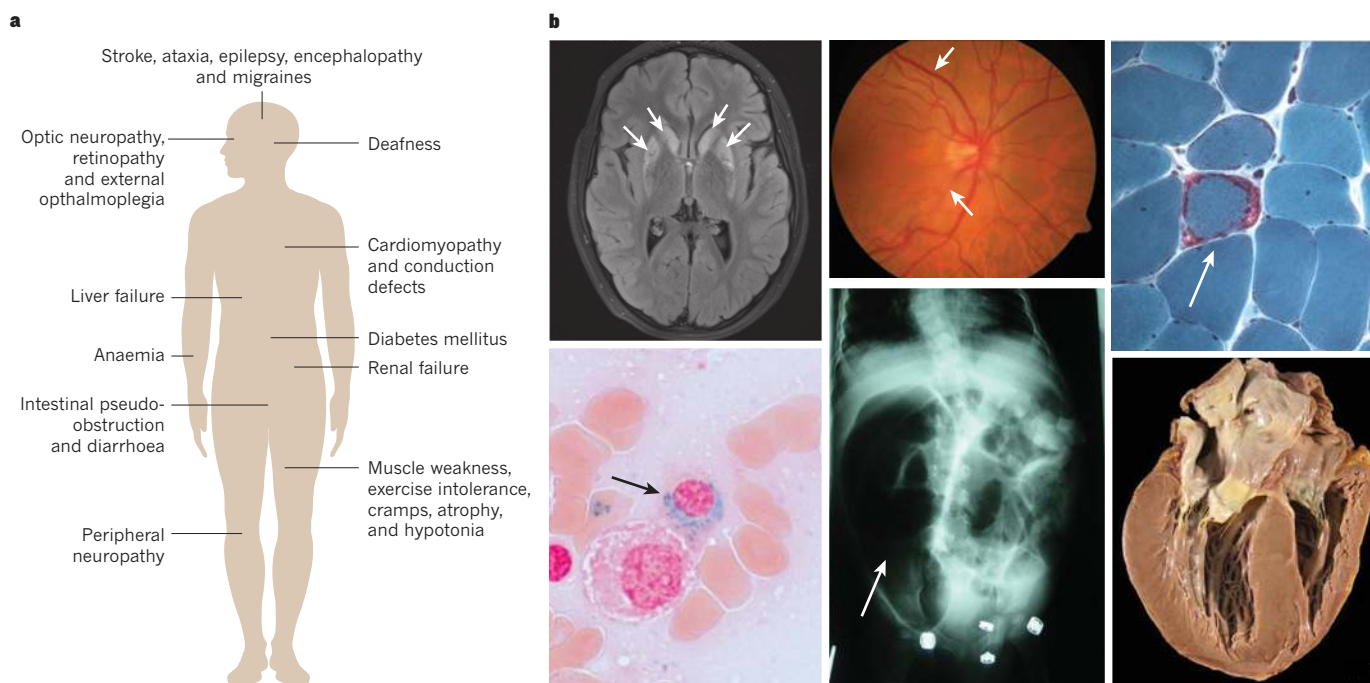 a
Stroke, ataxia, epilepsy, encephalopathy
and migraines
Optic neuropathy,
retinopathy
and external
opthalmoplegia
Deafness
Cardiomyopathy
and conduction
defects
Liver failure
Diabetes mellitus
Anaemia
Renal failure
Intestinal pseudo-
obstruction
and diarrhoea
Muscle weakness,
exercise intolerance,
cramps, atrophy,
and hypotonia
Peripheral
neuropathy
b